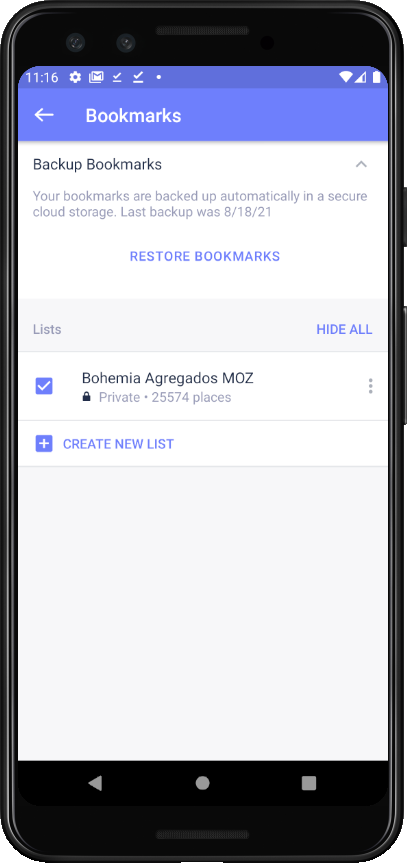 11:16
Bookmarks
Backup Bookmarks
Your bookmarks are backed up automatically in a secure
cloud storage. Last backup was 8/18/21
RESTORE BOOKMARKS
Lists HIDE ALL
Bohemia Agregados MOZ
Private • 25574 places
CREATE NEW LIST